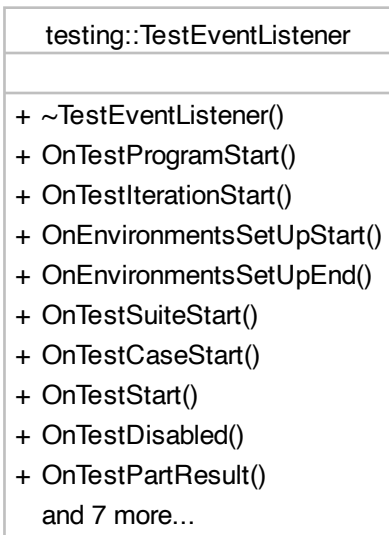 testing::TestEventListener
+ ~TestEventListener()
+ OnTestProgramStart()
+ OnTestIterationStart()
+ OnEnvironmentsSetUpStart()
+ OnEnvironmentsSetUpEnd()
+ OnTestSuiteStart()
+ OnTestCaseStart()
+ OnTestStart()
+ OnTestDisabled()
+ OnTestPartResult()
and 7 more...